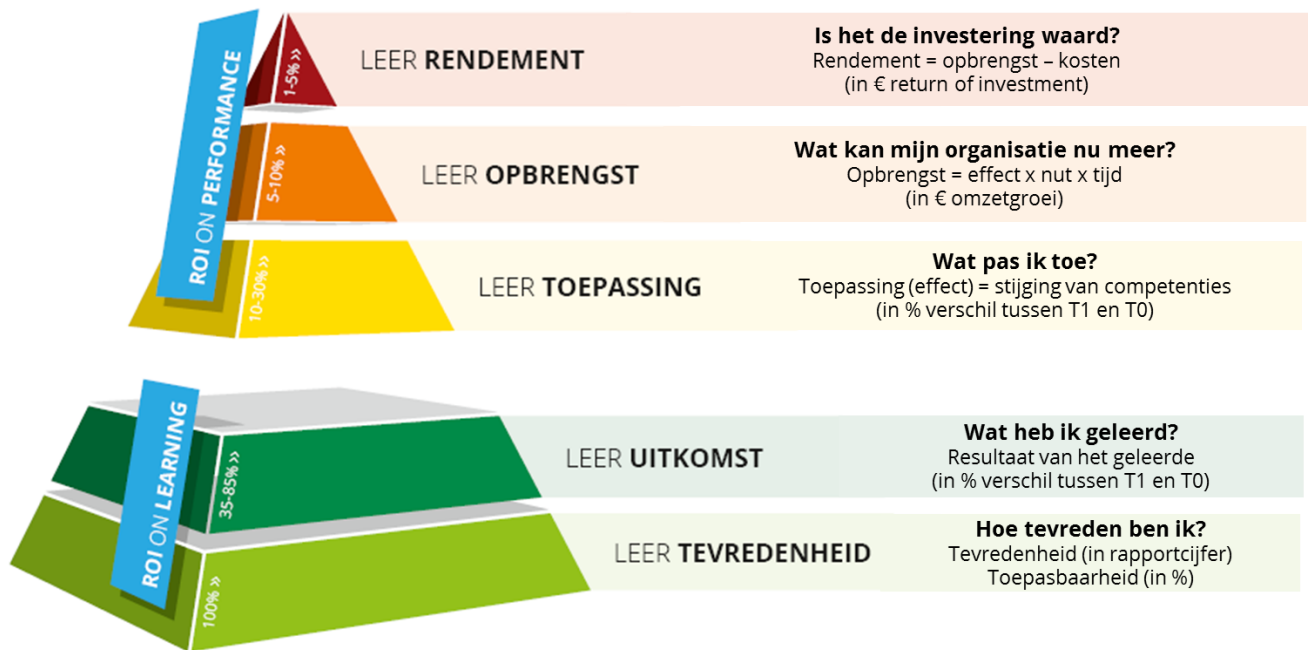 ROI ON PERFORMANCE
1-5% »
LEER RENDEMENT
Is het de investering waard?
Rendement = opbrengst – kosten
(in € return of investment)
5-10% »
LEER OPBRENGST
Wat kan mijn organisatie nu meer?
Opbrengst = effect x nut x tijd
(in € omzetgroei)
10-30% »
LEER TOEPASSING
Wat pas ik toe?
Toepassing (effect) = stijging van competenties
(in % verschil tussen T1 en T0)
ROI ON LEARNING
35-85% »
LEER UITKOMST
Wat heb ik geleerd?
Resultaat van het geleerde
(in % verschil tussen T1 en T0)
100% »
LEER TEVREDENHEID
Hoe tevreden ben ik?
Tevredenheid (in rapportcijfer)
Toepasbaarheid (in %)